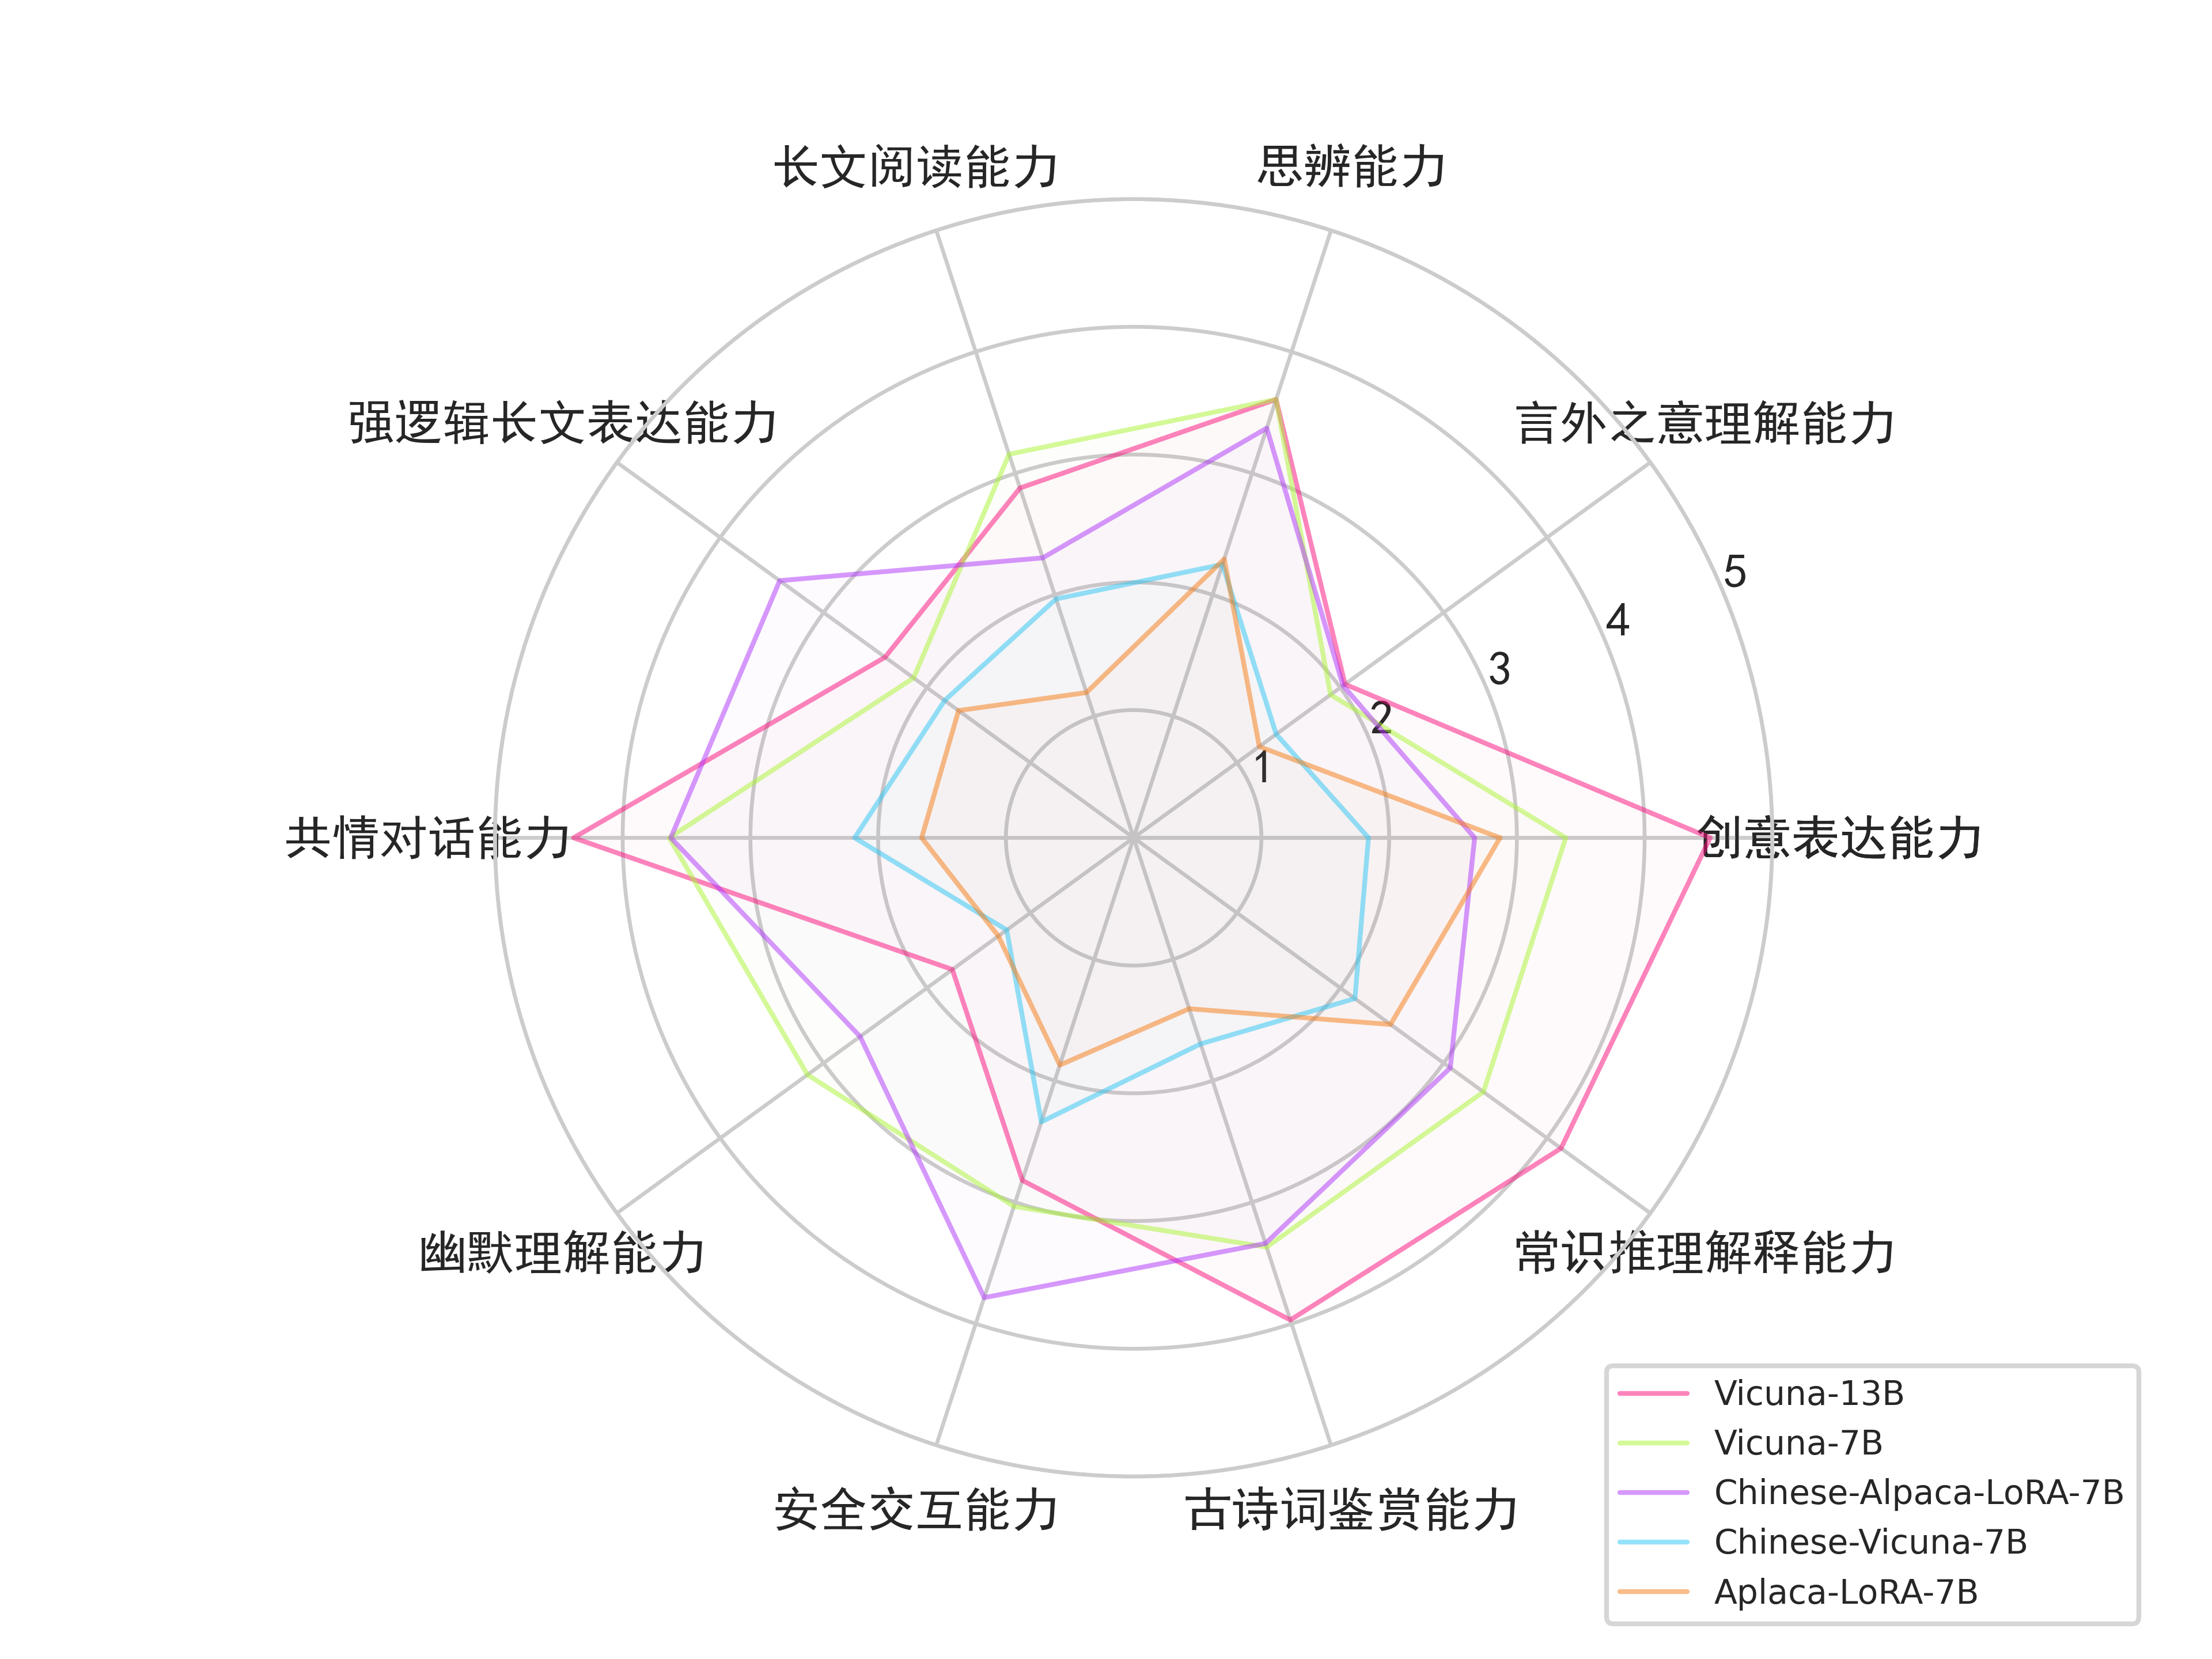 长文阅读能力
思辨能力
强逻辑长文表达能力
言外之意理解能力
5
4
3
2
1
共情对话能力
创意表达能力
幽默理解能力
常识推理解释能力
安全交互能力
古诗词鉴赏能力
Vicuna-13B
Vicuna-7B
Chinese-Alpaca-LoRA-7B
Chinese-Vicuna-7B
Aplaca-LoRA-7B